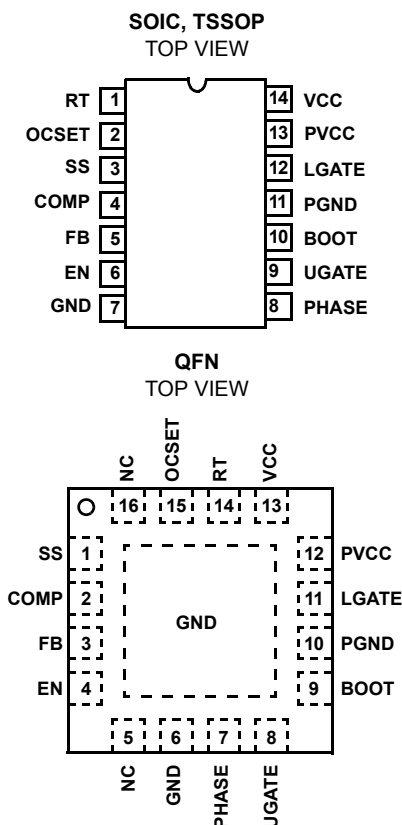 SOIC, TSSOP
TOP VIEW
RT 1 14 VCC
OCSET 2 13 PVCC
SS 3 12 LGATE
COMP 4 11 PGND
FB 5 10 BOOT
EN 6 9 UGATE
GND 7 8 PHASE
QFN
TOP VIEW
NC OCSET RT VCC
16 15 14 13
SS 1 12 PVCC
COMP 2 11 LGATE
GND
FB 3 10 PGND
EN 4 9 BOOT
5 6 7 8
NC GND PHASE UGATE